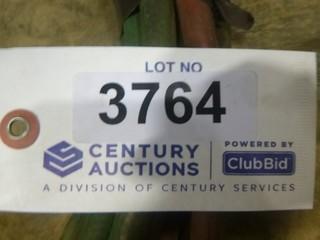 LOT NO
3764
CENTURY
AUCTIONS
POWERED BY
ClubBid
A DIVISION OF CENTURY SERVICES